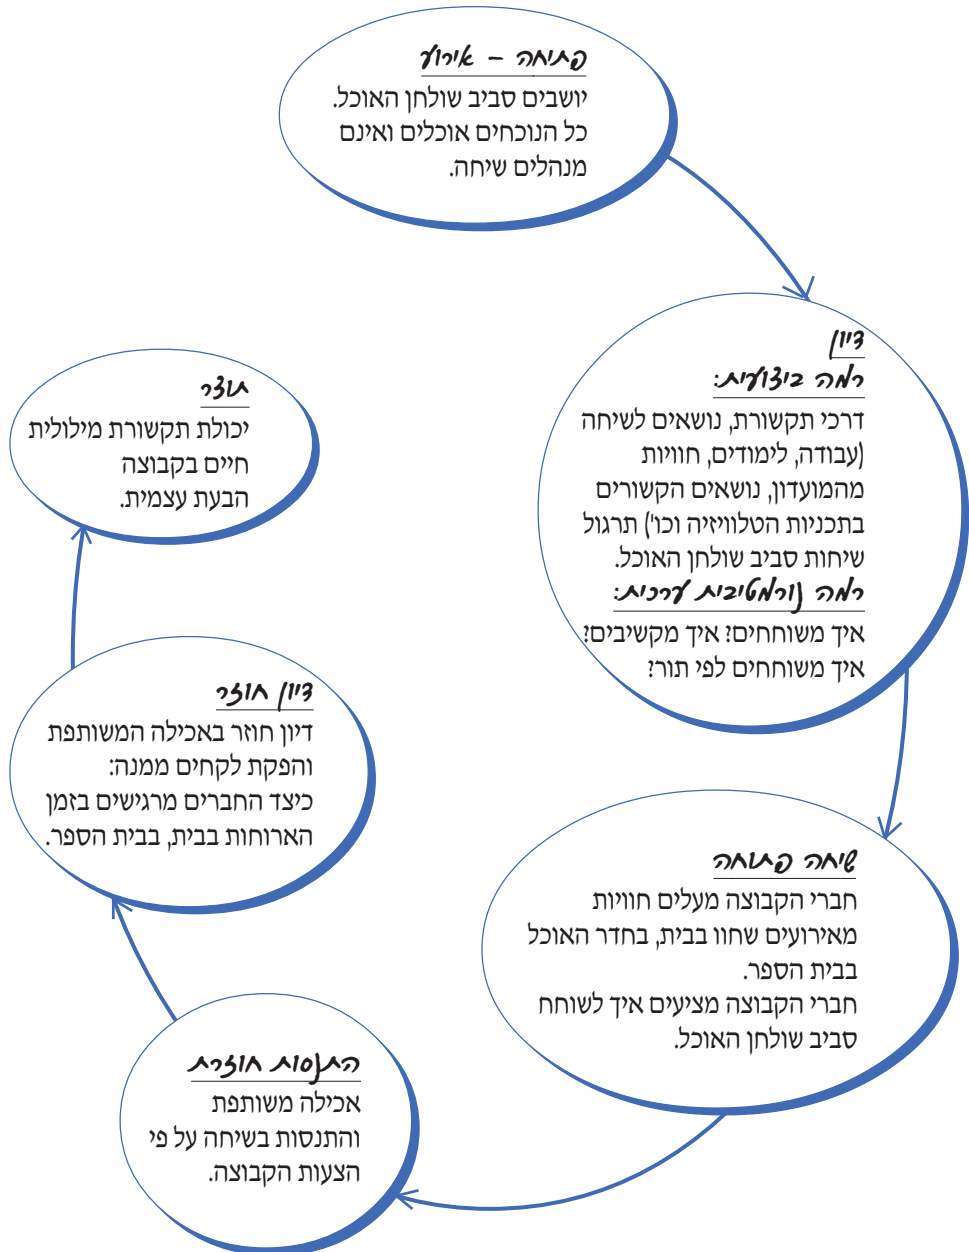 פתיחה – אירוע
יושבים סביב שולחן האוכל.
כל הנוכחים אוכלים ואינם
מנהלים שיחה.
דיון
רמה ביצועית:
דרכי תקשורת, נושאים לשיחה
(עבודה, לימודים, חוויות
מהמועדון, נושאים הקשורים
בתכניות הטלוויזיה וכו') תרגול
שיחות סביב שולחן האוכל.
רמה נורמטיבית ערכית:
איך משוחחים? איך מקשיבים?
איך משוחחים לפי תור?
שיחה פתוחה
חברי הקבוצה מעלים חוויות
מאירועים שחוו בבית, בחדר האוכל
בבית הספר.
חברי הקבוצה מציעים איך לשוחח
סביב שולחן האוכל.
התנסות חוזרת
אכילה משותפת
והתנסות בשיחה על פי
הצעות הקבוצה.
דיון חוזר
דיון חוזר באכילה המשותפת
והפקת לקחים ממנה:
כיצד החברים מרגישים בזמן
הארוחות בבית, בבית הספר.
תוצר
יכולת תקשורת מילולית
חיים בקבוצה
הבעת עצמית.